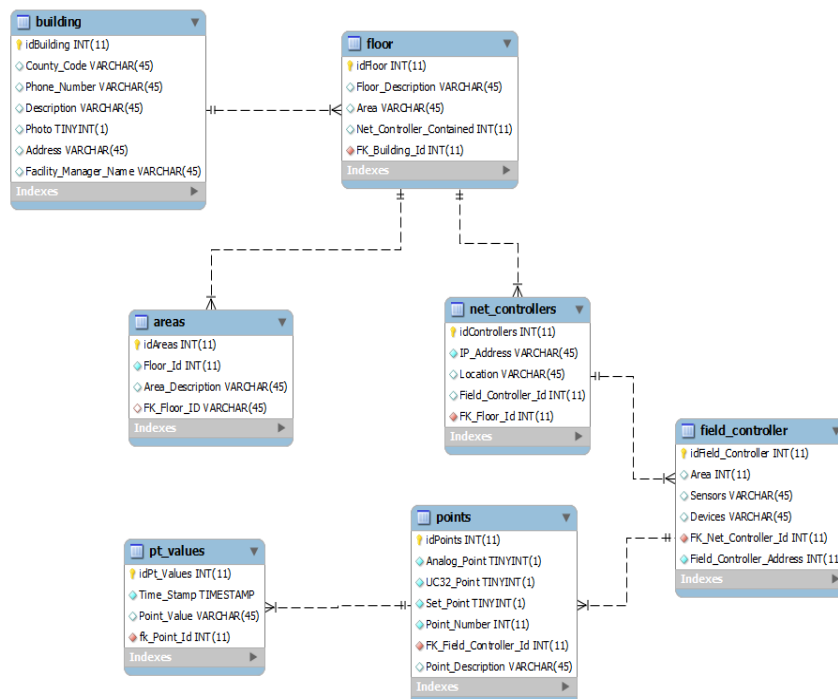 building
idBuilding INT(11)
County_Code VARCHAR(45)
Phone_Number VARCHAR(45)
Description VARCHAR(45)
Photo TINYINT(1)
Address VARCHAR(45)
Facility_Manager_Name VARCHAR(45)
Indexes
floor
idFloor INT(11)
Floor_Description VARCHAR(45)
Area VARCHAR(45)
Net_Controller_Contained INT(11)
FK_Building_Id INT(11)
Indexes
areas
idAreas INT(11)
Floor_Id INT(11)
Area_Description VARCHAR(45)
FK_Floor_ID VARCHAR(45)
Indexes
net_controllers
idControllers INT(11)
IP_Address VARCHAR(45)
Location VARCHAR(45)
Field_Controller_Id INT(11)
FK_Floor_Id INT(11)
Indexes
field_controller
idField_Controller INT(11)
Area INT(11)
Sensors VARCHAR(45)
Devices VARCHAR(45)
FK_Net_Controller_Id INT(11)
Field_Controller_Address INT(11
Indexes
points
idPoints INT(11)
Analog_Point TINYINT(1)
UC32_Point TINYINT(1)
Set_Point TINYINT(1)
Point_Number INT(11)
FK_Field_Controller_Id INT(11)
Point_Description VARCHAR(45)
Indexes
pt_values
idPt_Values INT(11)
Time_Stamp TIMESTAMP
Point_Value VARCHAR(45)
fk_Point_Id INT(11)
Indexes